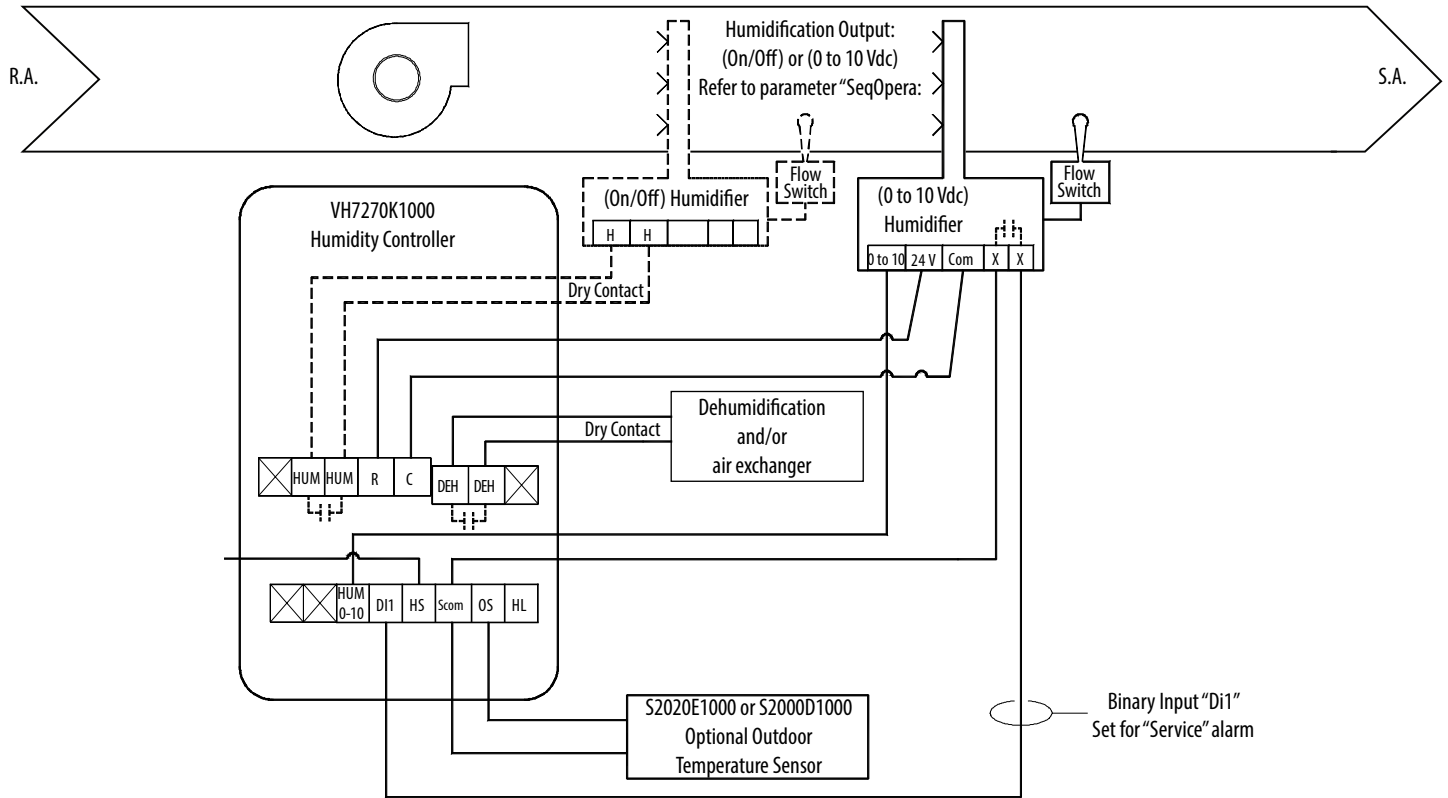 Humidification Output:
(On/Off) or (0 to 10 Vdc)
Refer to parameter “SeqOpera:
R.A.
S.A.
Flow
Switch
Flow
Switch
(On/Off) Humidifier
H H
(0 to 10 Vdc)
Humidifier
0 to 10 24 V Com X X
VH7270K1000
Humidity Controller
Dry Contact
Dehumidification
and/or
air exchanger
Dry Contact
HUM HUM R C DEH DEH
HUM
0-10 DI1 HS Scom OS HL
S2020E1000 or S2000D1000
Optional Outdoor
Temperature Sensor
Binary Input “Di1”
Set for “Service” alarm